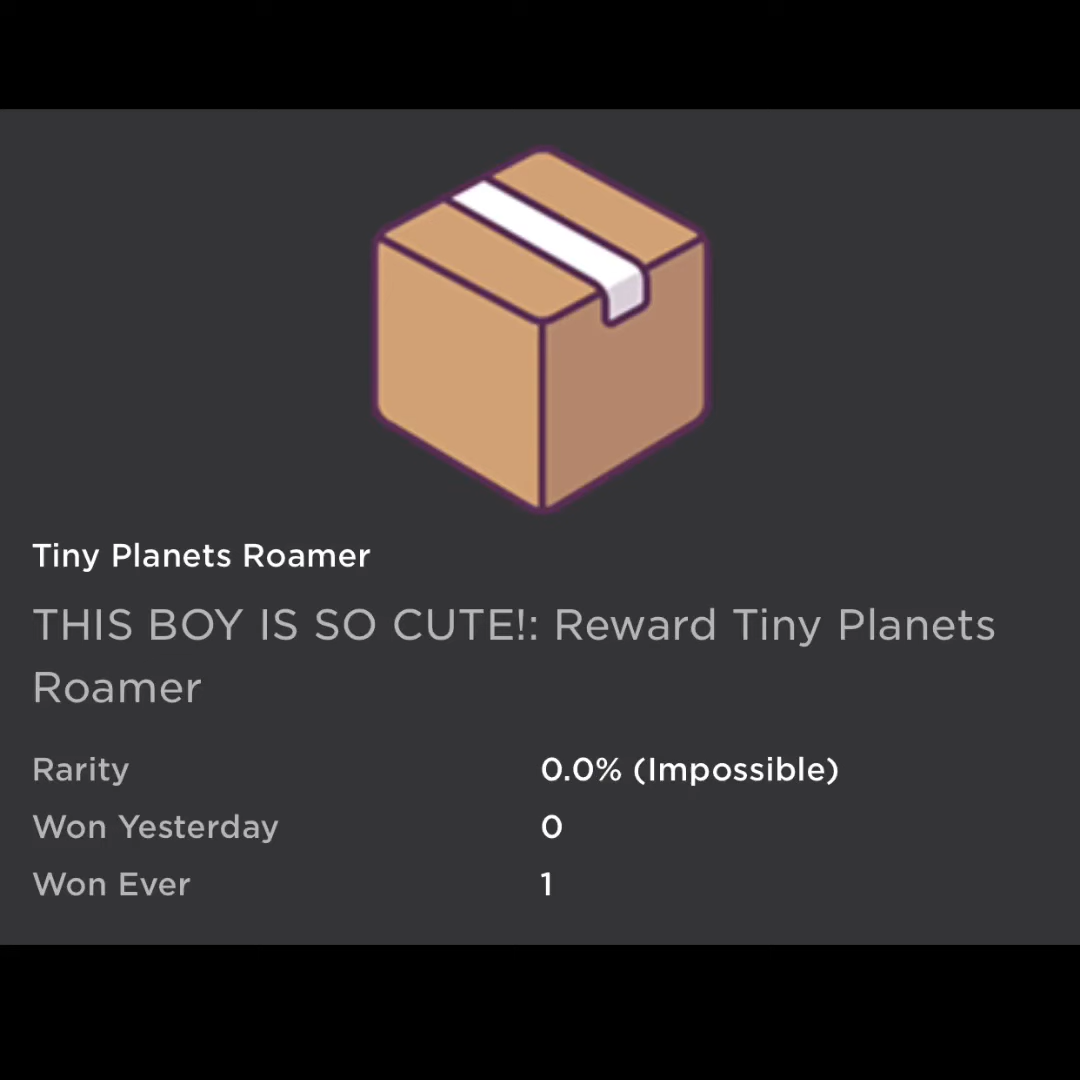 Tiny Planets Roamer
THIS BOY IS SO CUTE!: Reward Tiny Planets
Roamer
Rarity 0.0% (Impossible)
Won Yesterday 0
Won Ever 1